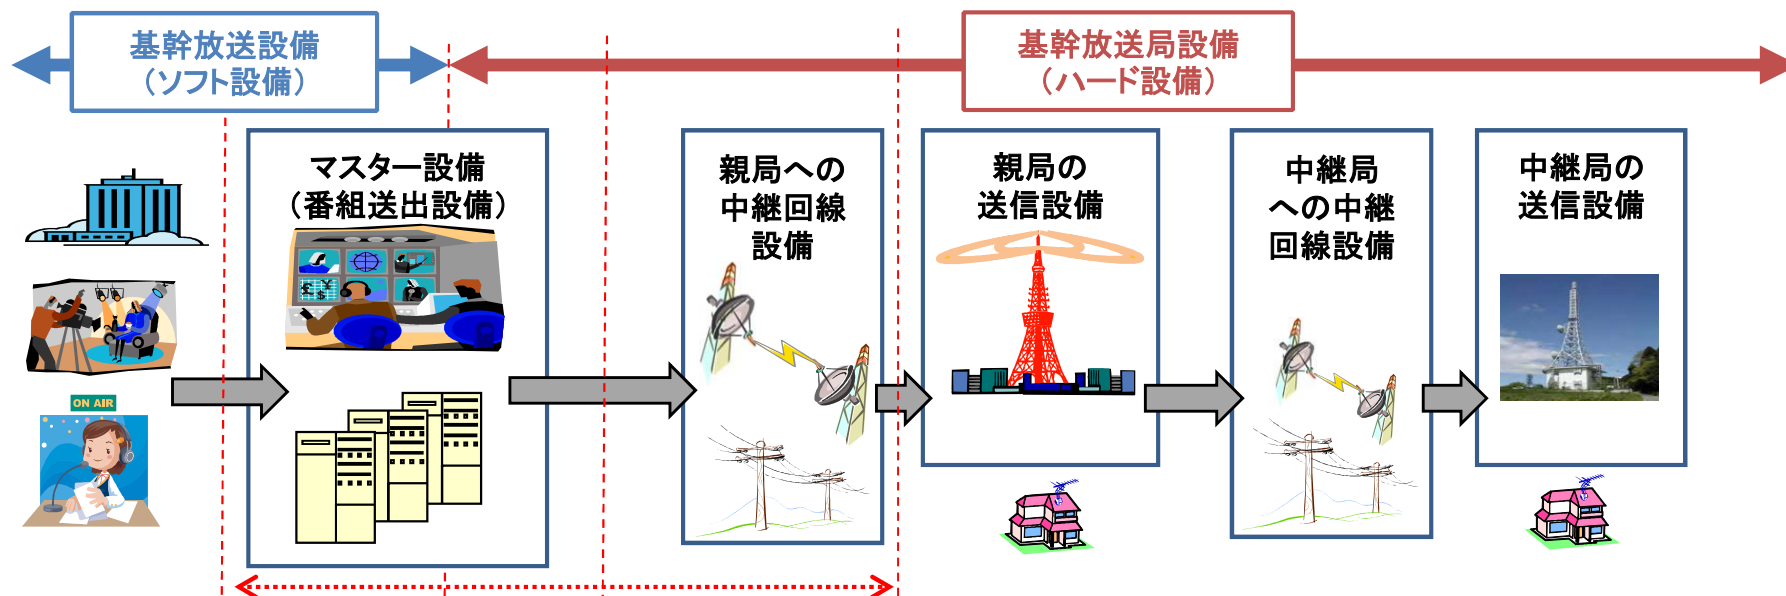 基幹放送設備
（ソフト設備）
基幹放送局設備
（ハード設備）
マスター設備
（番組送出設備）
親局への
中継回線
設備
親局の
送信設備
中継局
への中継
回線設備
中継局の
送信設備
ON AIR
£ ¥
$